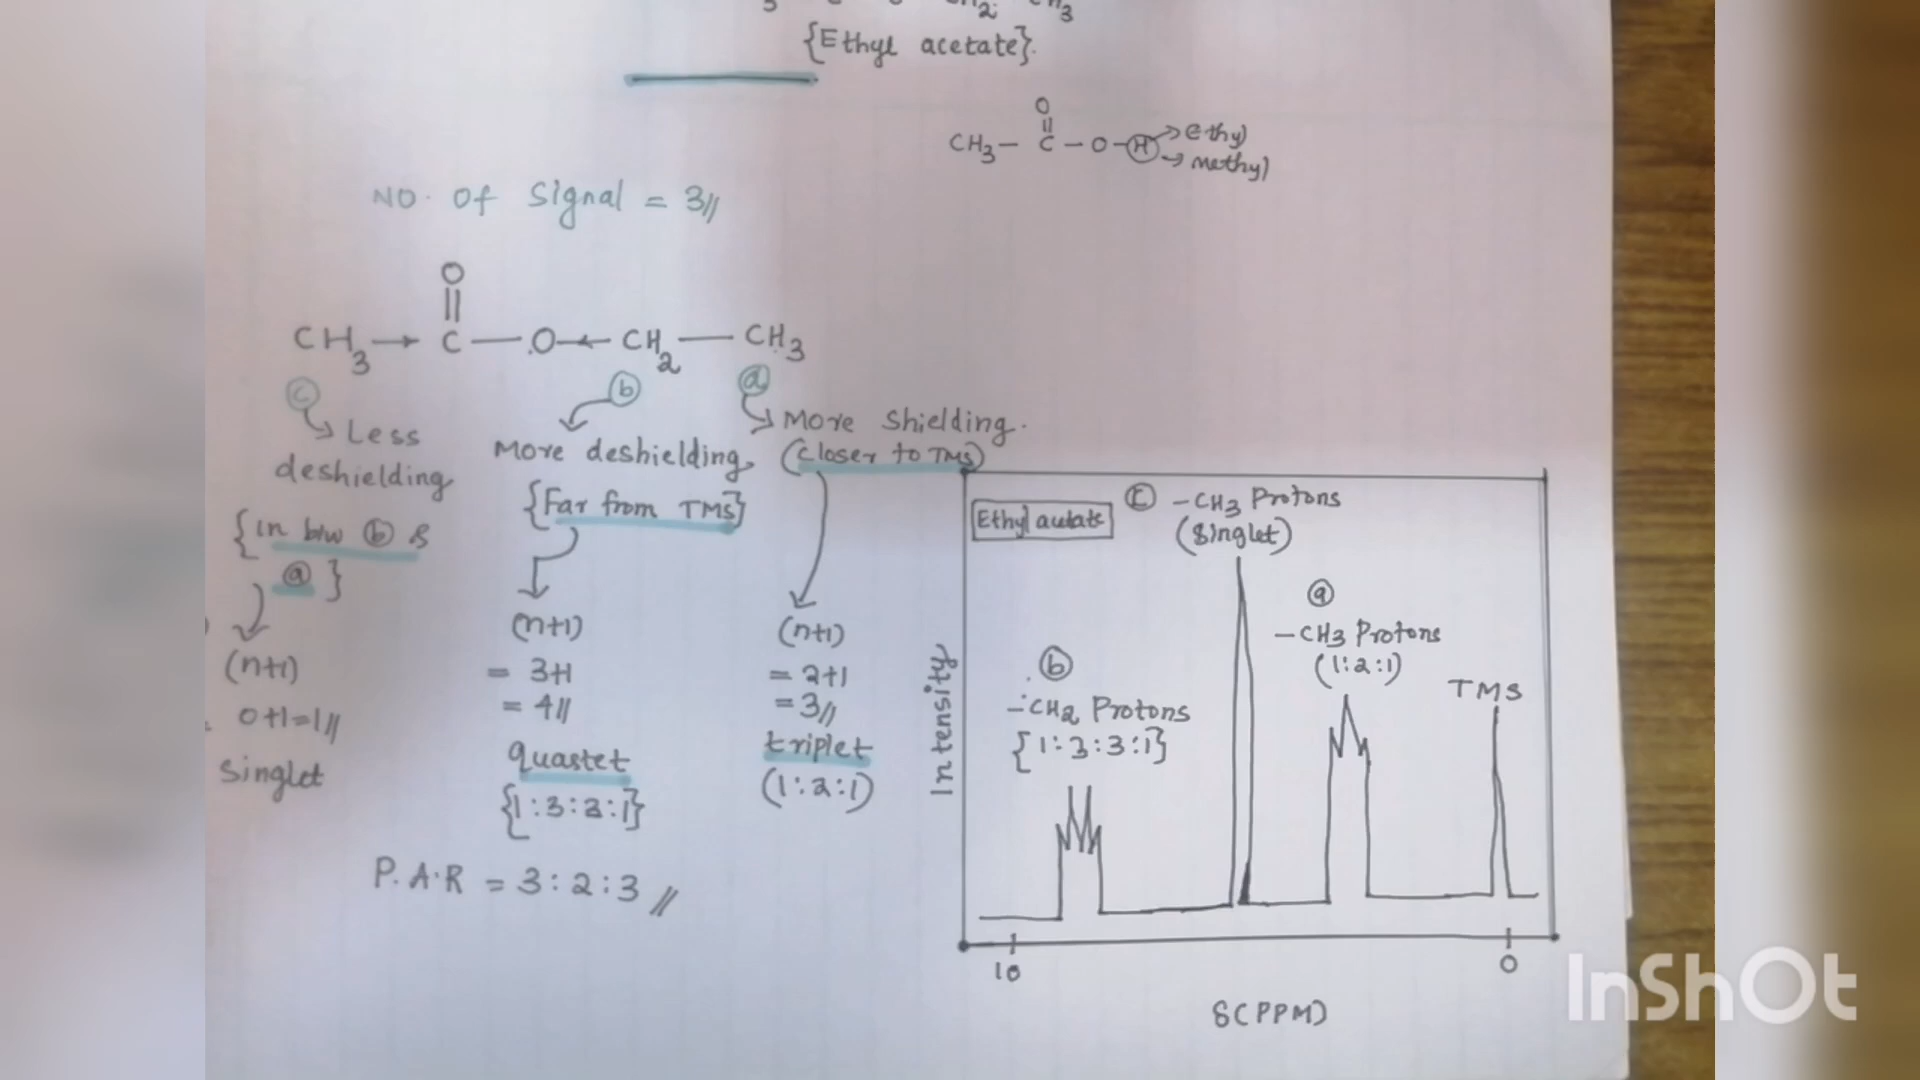 {Ethyl acetate}.
O
||
CH3 - C - O - H → ethyl
→ methyl
NO. Of Signal = 3//
O
||
CH3 → C — O ← CH2 — CH3
c b a
Less
deshielding
{in b/w b &
a }
(n+1)
0+1=1//
Singlet
More deshielding
{Far from TMS}
(n+1)
= 3+1
= 4//
quastet
{1:3:3:1}
More Shielding.
(closer to TMS)
(n+1)
= 2+1
= 3//
triplet
(1:2:1)
P.A.R = 3:2:3 //
Ethyl acetate
c -CH3 Protons
(Singlet)
a
-CH3 Protons
(1:2:1)
b
-CH2 Protons
{1:3:3:1}
TMS
Intensity
10
0
δ(PPM)
InShOt